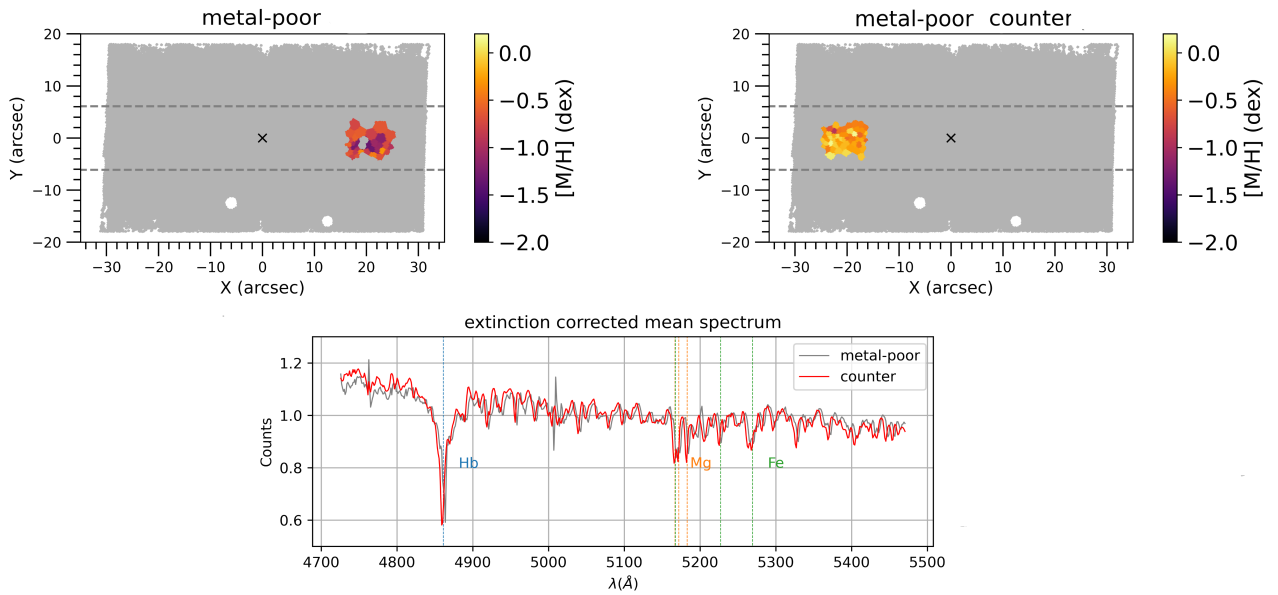 metal-poor
metal-poor counter
20
10
0
−10
−20
Y (arcsec)
−30 −20 −10 0 10 20 30
X (arcsec)
0.0
−0.5
−1.0
−1.5
−2.0
[M/H] (dex)
20
10
0
−10
−20
Y (arcsec)
−30 −20 −10 0 10 20 30
X (arcsec)
0.0
−0.5
−1.0
−1.5
−2.0
[M/H] (dex)
extinction corrected mean spectrum
1.2
1.0
0.8
0.6
Counts
metal-poor
counter
Hb
Mg
Fe
4700 4800 4900 5000 5100 5200 5300 5400 5500
λ(Å)